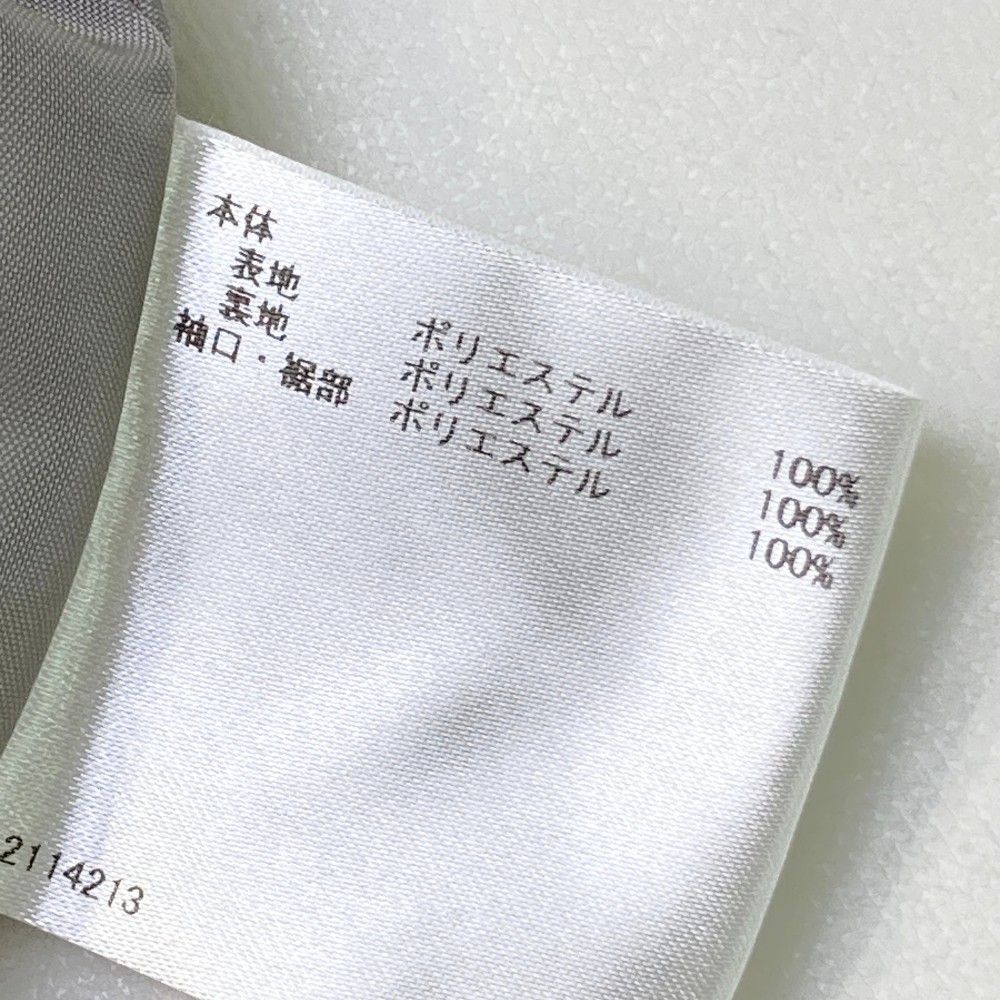 本体
表地 ポリエステル 100%
裏地 ポリエステル 100%
袖口・裾部 ポリエステル 100%
2114213